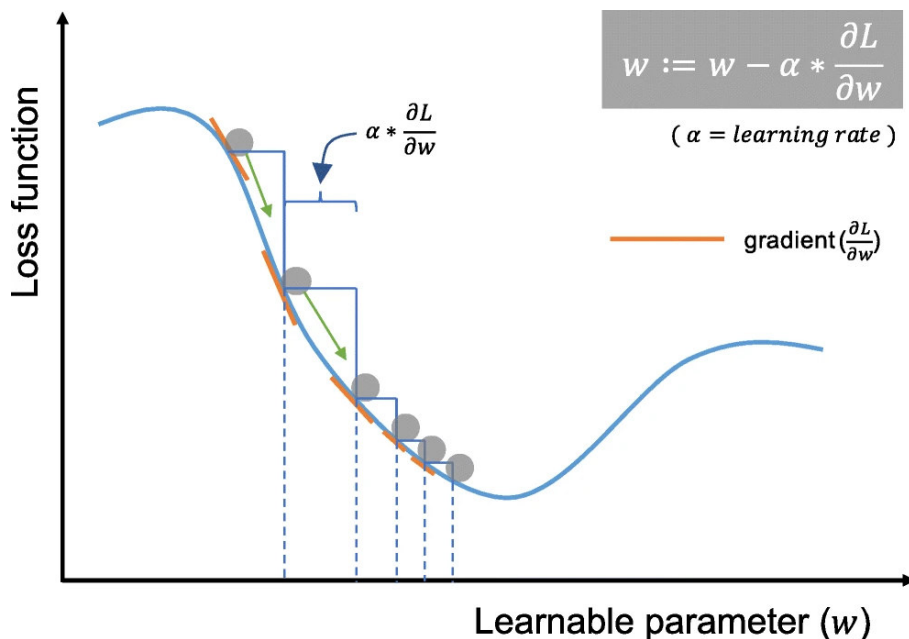 w := w − α * ∂L/∂w
( α = learning rate )
α * ∂L/∂w
gradient (∂L/∂w)
Loss function
Learnable parameter (w)